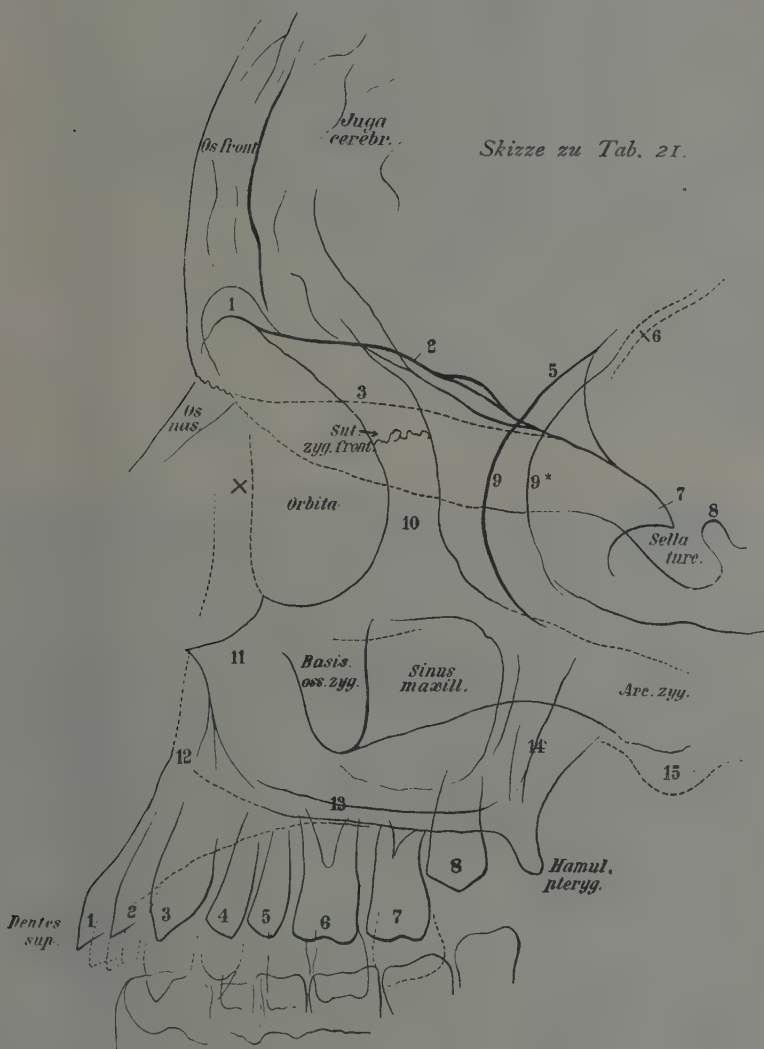 Skizze zu Tab. 21.
Os front.
Juga
cerebr.
1
2
× 6
5
3
Os
nas.
Sut.
zyg. front.
×
Orbita
10
9
9*
7
8
Sella
turc.
11
Basis.
oss. zyg.
Sinus
maxill.
Arc. zyg.
12
13
14
15
Hamul.
pteryg.
Dentes
sup.
1 2 3 4 5 6 7 8